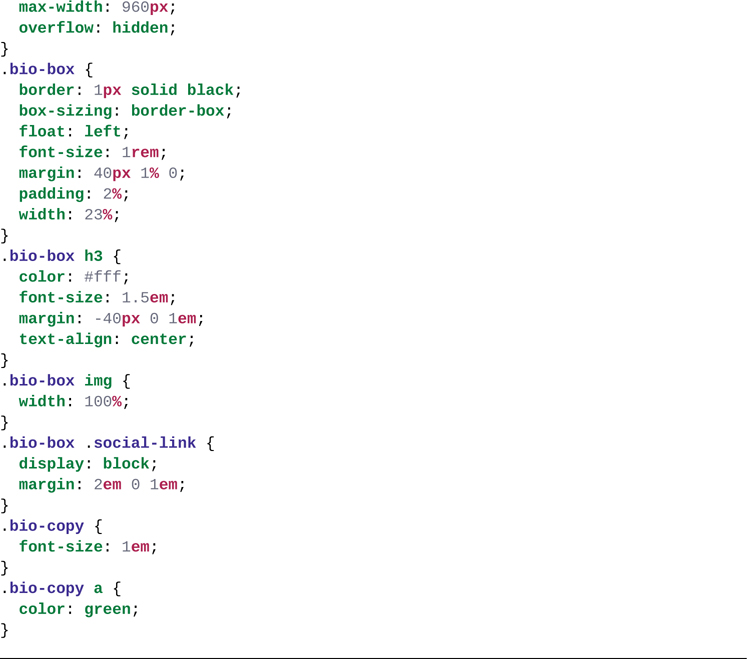 max-width: 960px;
  overflow: hidden;
}
.bio-box {
  border: 1px solid black;
  box-sizing: border-box;
  float: left;
  font-size: 1rem;
  margin: 40px 1% 0;
  padding: 2%;
  width: 23%;
}
.bio-box h3 {
  color: #fff;
  font-size: 1.5em;
  margin: -40px 0 1em;
  text-align: center;
}
.bio-box img {
  width: 100%;
}
.bio-box .social-link {
  display: block;
  margin: 2em 0 1em;
}
.bio-copy {
  font-size: 1em;
}
.bio-copy a {
  color: green;
}